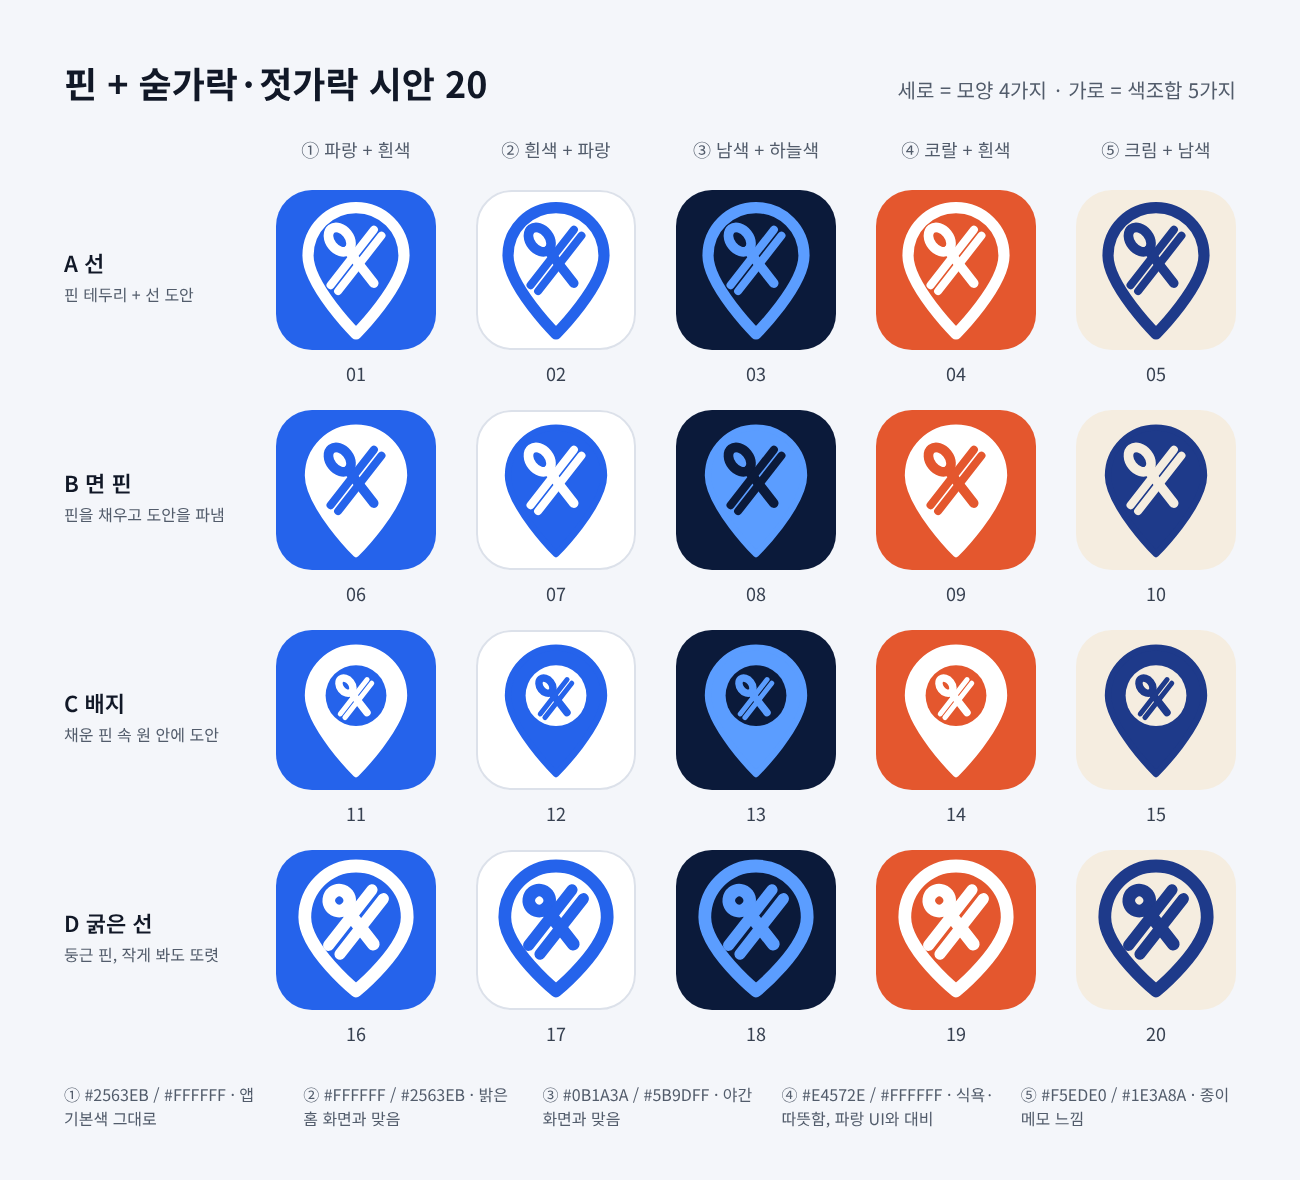 핀 + 숟가락·젓가락 시안 20
세로 = 모양 4가지 · 가로 = 색조합 5가지
① 파랑 + 흰색
② 흰색 + 파랑
③ 남색 + 하늘색
④ 코랄 + 흰색
⑤ 크림 + 남색
A 선
핀 테두리 + 선 도안
01
02
03
04
05
B 면 핀
핀을 채우고 도안을 파냄
06
07
08
09
10
C 배지
채운 핀 속 원 안에 도안
11
12
13
14
15
D 굵은 선
둥근 핀, 작게 봐도 또렷
16
17
18
19
20
① #2563EB / #FFFFFF · 앱
기본색 그대로
② #FFFFFF / #2563EB · 밝은
홈 화면과 맞음
③ #0B1A3A / #5B9DFF · 야간
화면과 맞음
④ #E4572E / #FFFFFF · 식욕·
따뜻함, 파랑 UI와 대비
⑤ #F5EDE0 / #1E3A8A · 종이
메모 느낌